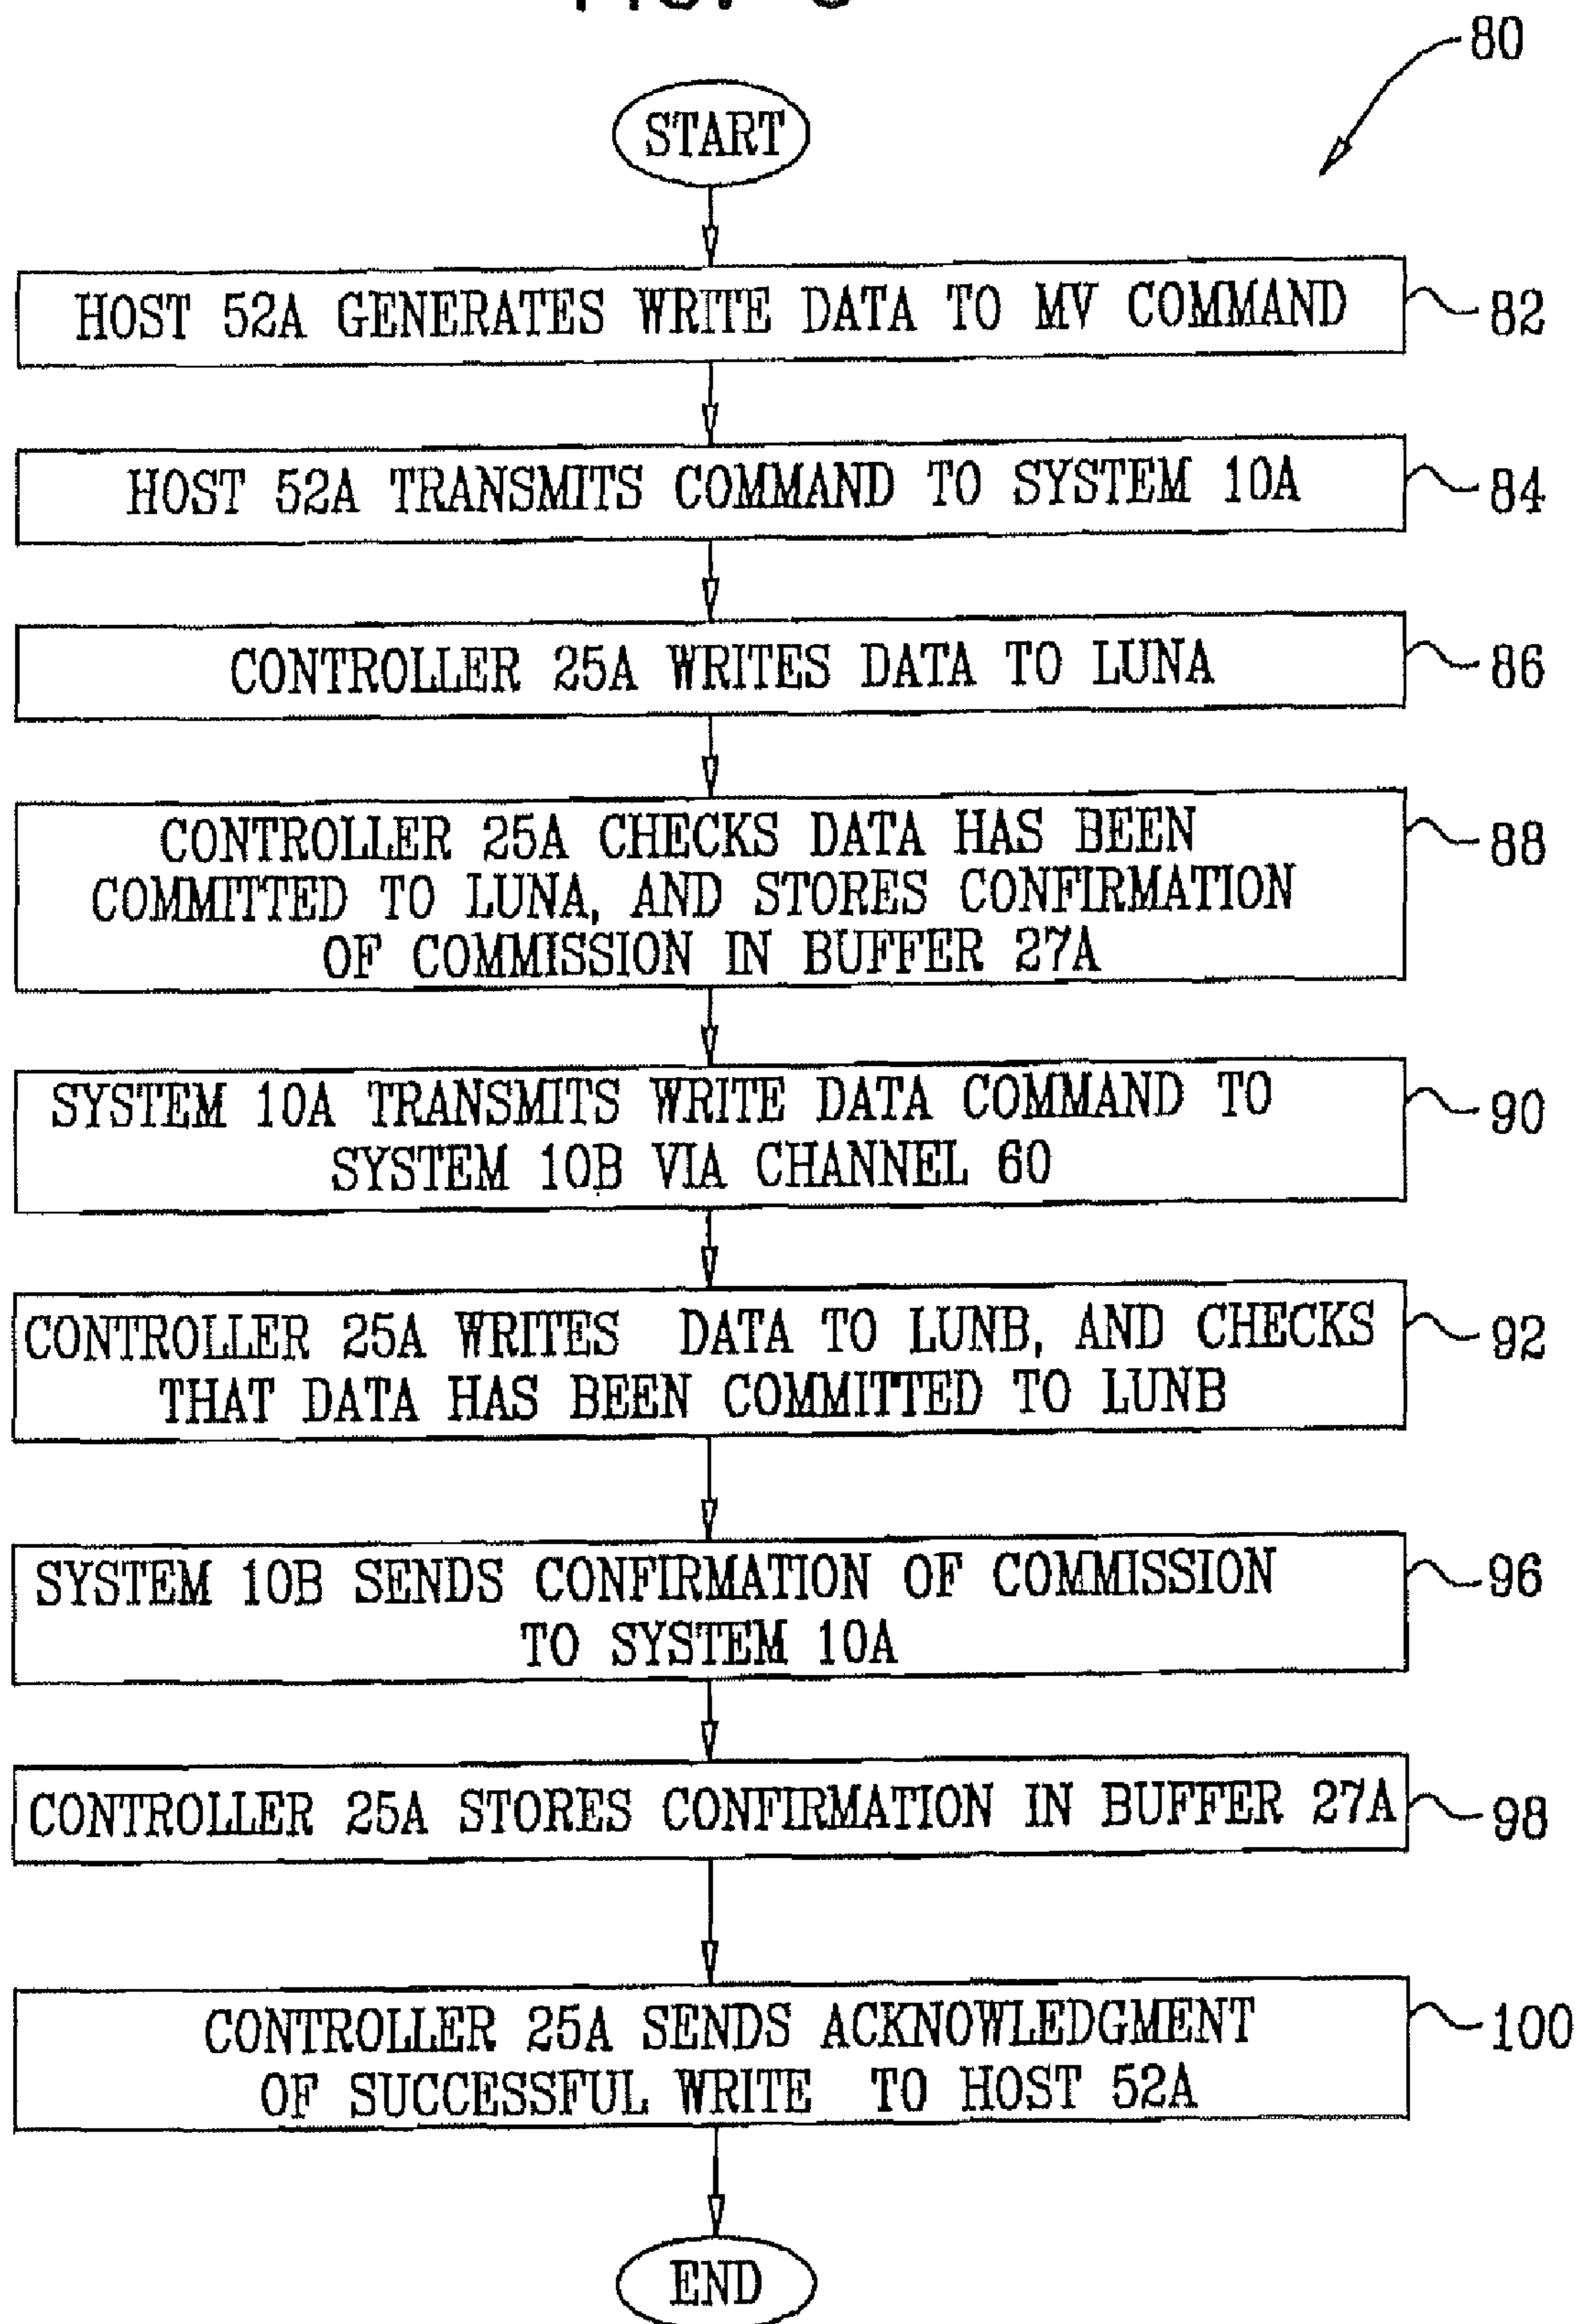 80
START
HOST 52A GENERATES WRITE DATA TO MV COMMAND
82
HOST 52A TRANSMITS COMMAND TO SYSTEM 10A
84
CONTROLLER 25A WRITES DATA TO LUNA
86
CONTROLLER 25A CHECKS DATA HAS BEEN
COMMITTED TO LUNA, AND STORES CONFIRMATION
OF COMMISSION IN BUFFER 27A
88
SYSTEM 10A TRANSMITS WRITE DATA COMMAND TO
SYSTEM 10B VIA CHANNEL 60
90
CONTROLLER 25A WRITES DATA TO LUNB, AND CHECKS
THAT DATA HAS BEEN COMMITTED TO LUNB
92
SYSTEM 10B SENDS CONFIRMATION OF COMMISSION
TO SYSTEM 10A
96
CONTROLLER 25A STORES CONFIRMATION IN BUFFER 27A
98
CONTROLLER 25A SENDS ACKNOWLEDGMENT
OF SUCCESSFUL WRITE TO HOST 52A
100
END